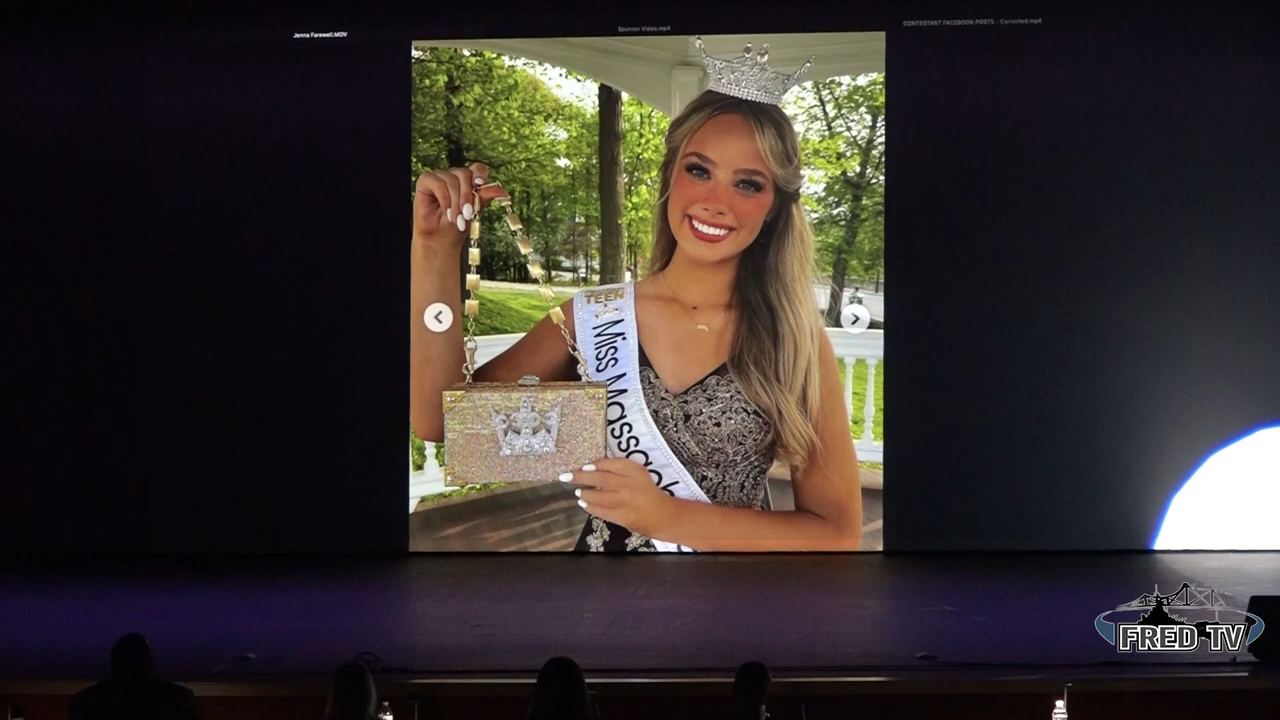 Jenna Farewell.MOV
Sponsor Video.mp4
CONTESTANT FACEBOOK POSTS - Corrected.mp4
TEEN
Miss Massach
FRED TV